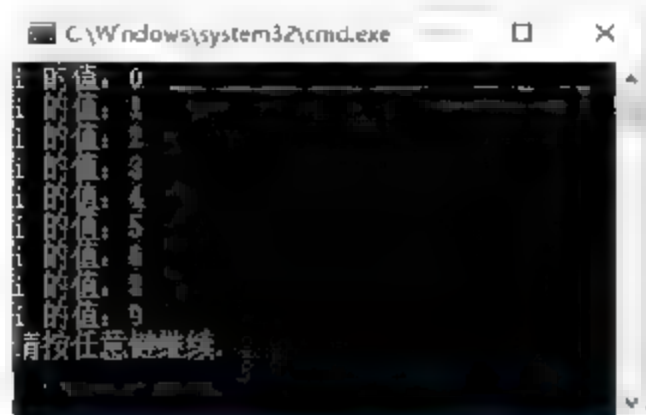 C:\Windows\system32\cmd.exe
i 的值: 0
i 的值: 1
i 的值: 2
i 的值: 3
i 的值: 4
i 的值: 5
i 的值:
i 的值: 8
i 的值: 9
请按任意键继续.